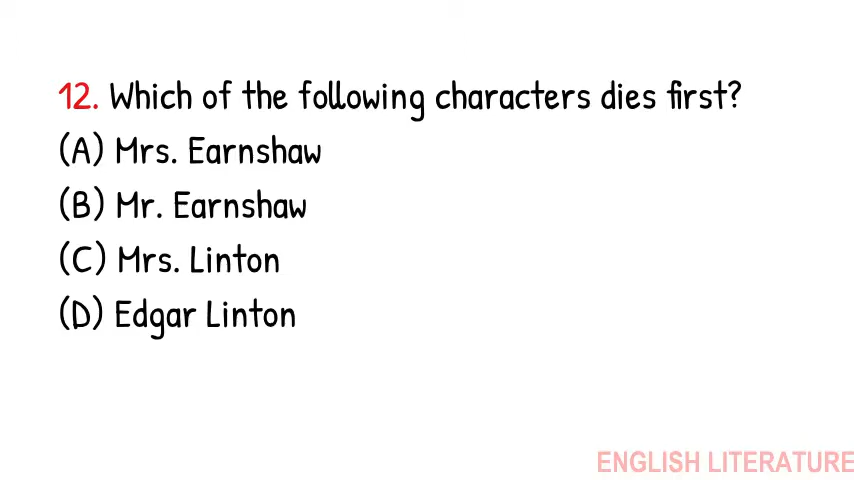 12. Which of the following characters dies first?
(A) Mrs. Earnshaw
(B) Mr. Earnshaw
(C) Mrs. Linton
(D) Edgar Linton
ENGLISH LITERATURE